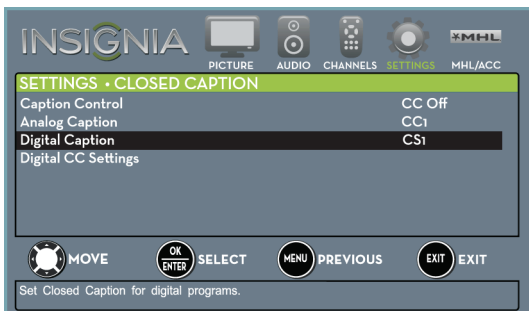 INSIGNIA
PICTURE AUDIO CHANNELS SETTINGS MHL/ACC
MHL
SETTINGS • CLOSED CAPTION
Caption Control CC Off
Analog Caption CC1
Digital Caption CS1
Digital CC Settings
MOVE OK ENTER SELECT MENU PREVIOUS EXIT EXIT
Set Closed Caption for digital programs.